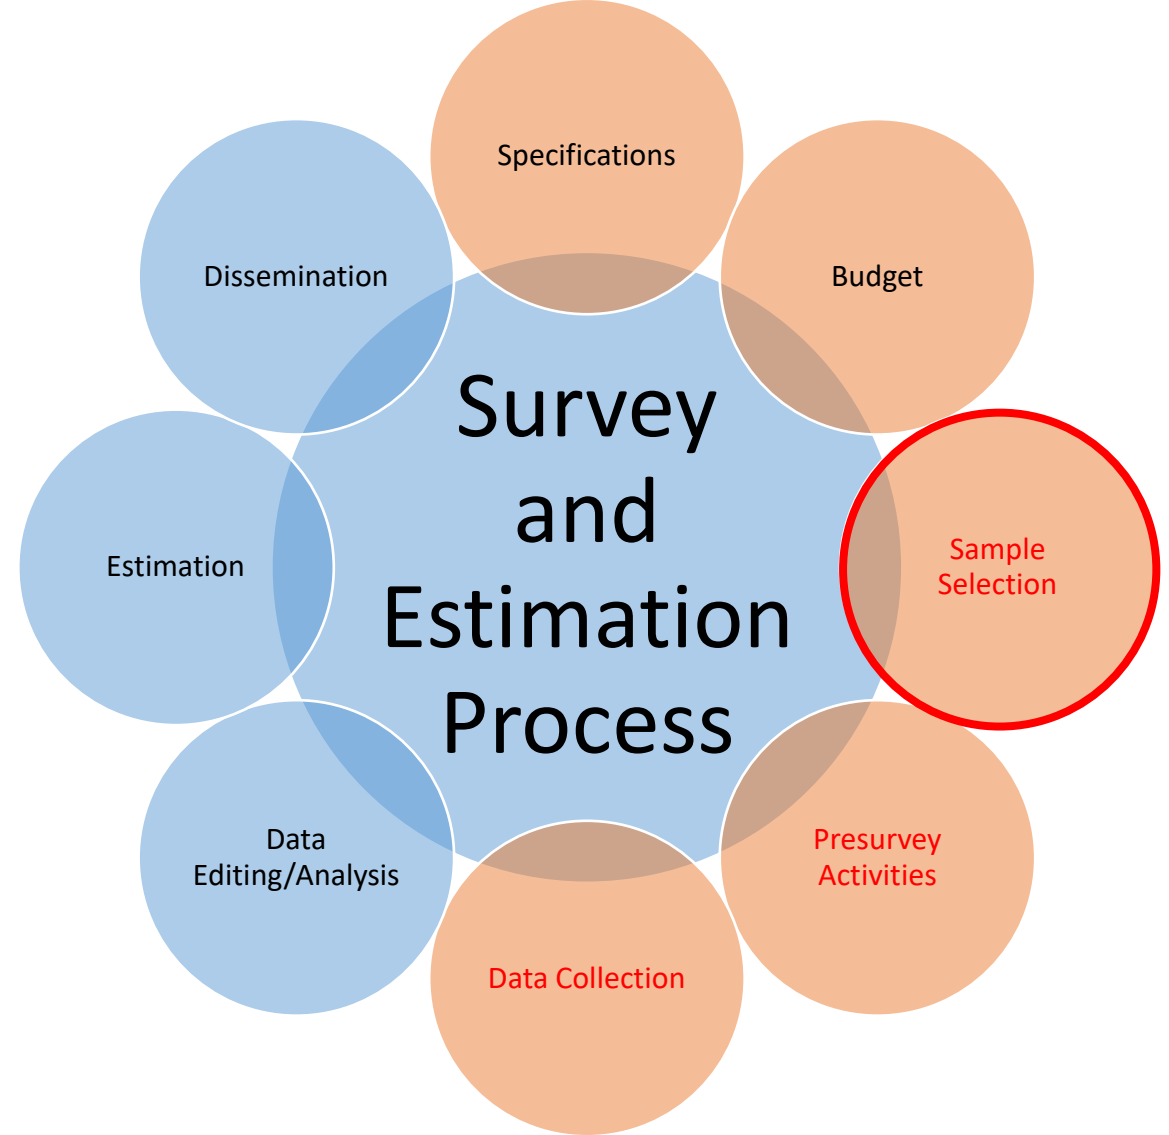 Survey
and
Estimation
Process
Specifications
Budget
Sample
Selection
Presurvey
Activities
Data Collection
Data
Editing/Analysis
Estimation
Dissemination